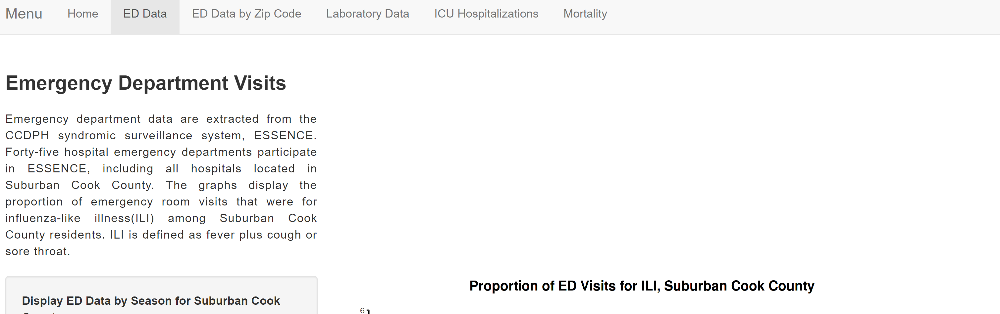 Menu Home ED Data ED Data by Zip Code Laboratory Data ICU Hospitalizations Mortality
Emergency Department Visits
Emergency department data are extracted from the
CCDPH syndromic surveillance system, ESSENCE.
Forty-five hospital emergency departments participate
in ESSENCE, including all hospitals located in
Suburban Cook County. The graphs display the
proportion of emergency room visits that were for
influenza-like illness(ILI) among Suburban Cook
County residents. ILI is defined as fever plus cough or
sore throat.
Display ED Data by Season for Suburban Cook
Proportion of ED Visits for ILI, Suburban Cook County
6